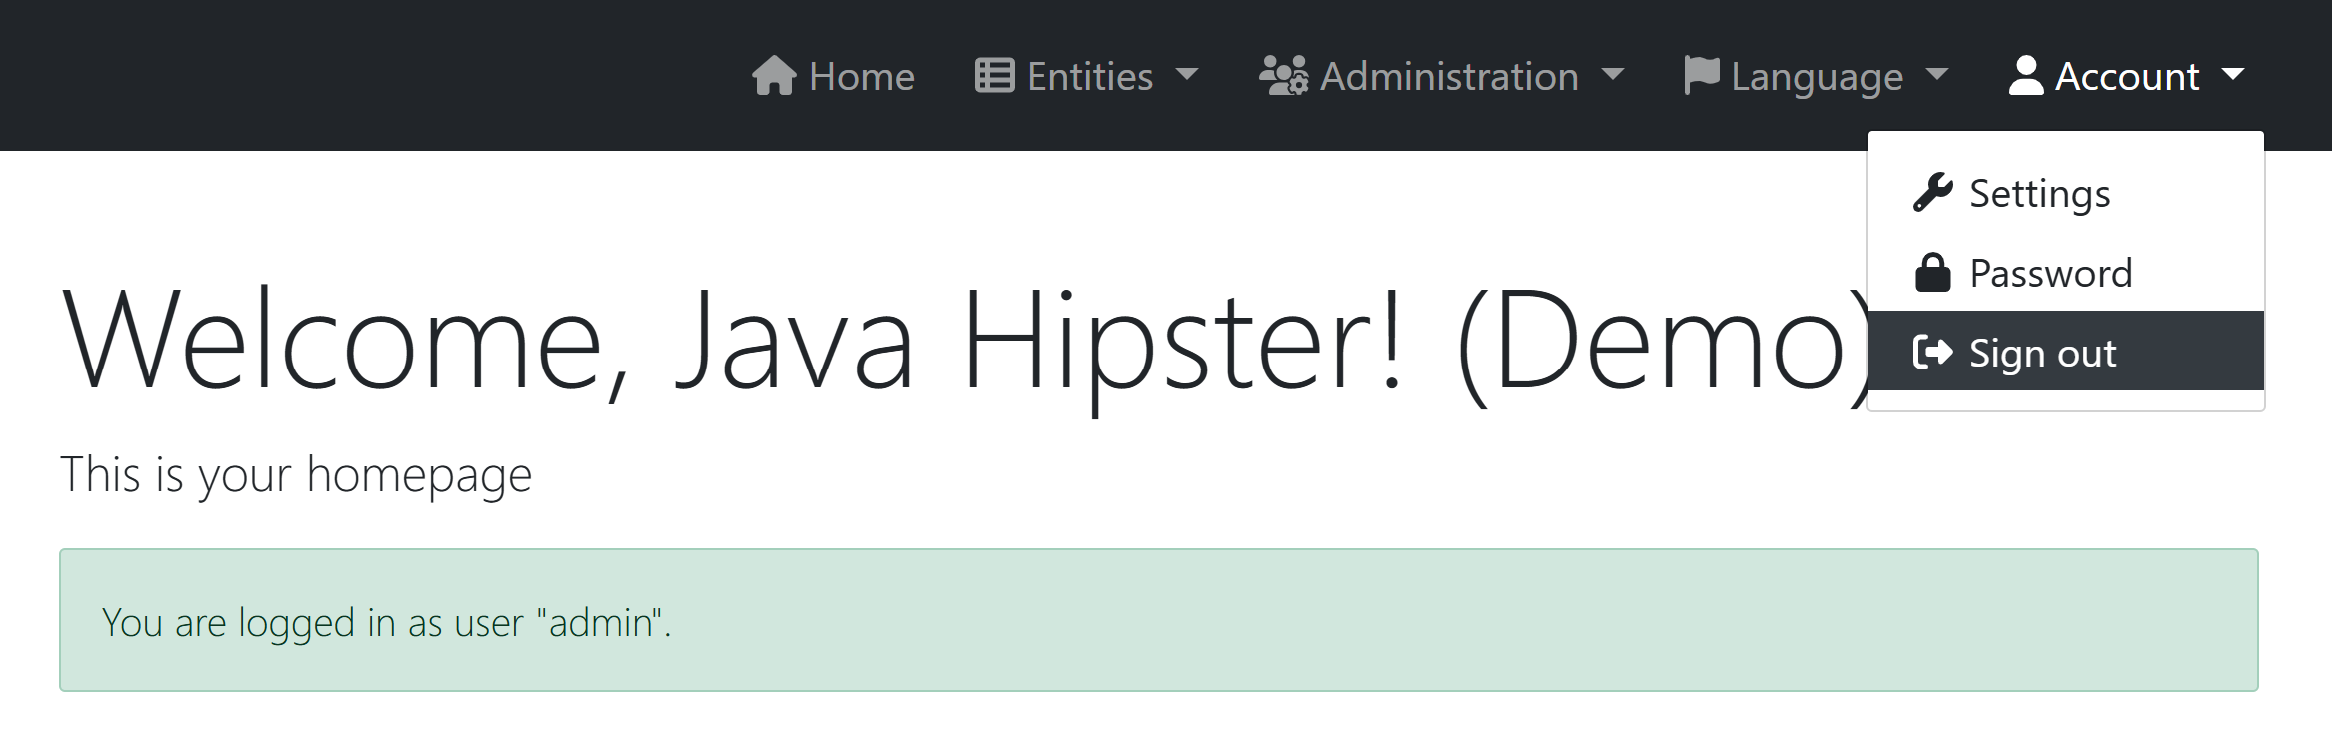 Home Entities Administration Language Account
Settings
Password
Sign out
Welcome, Java Hipster! (Demo)
This is your homepage
You are logged in as user "admin".